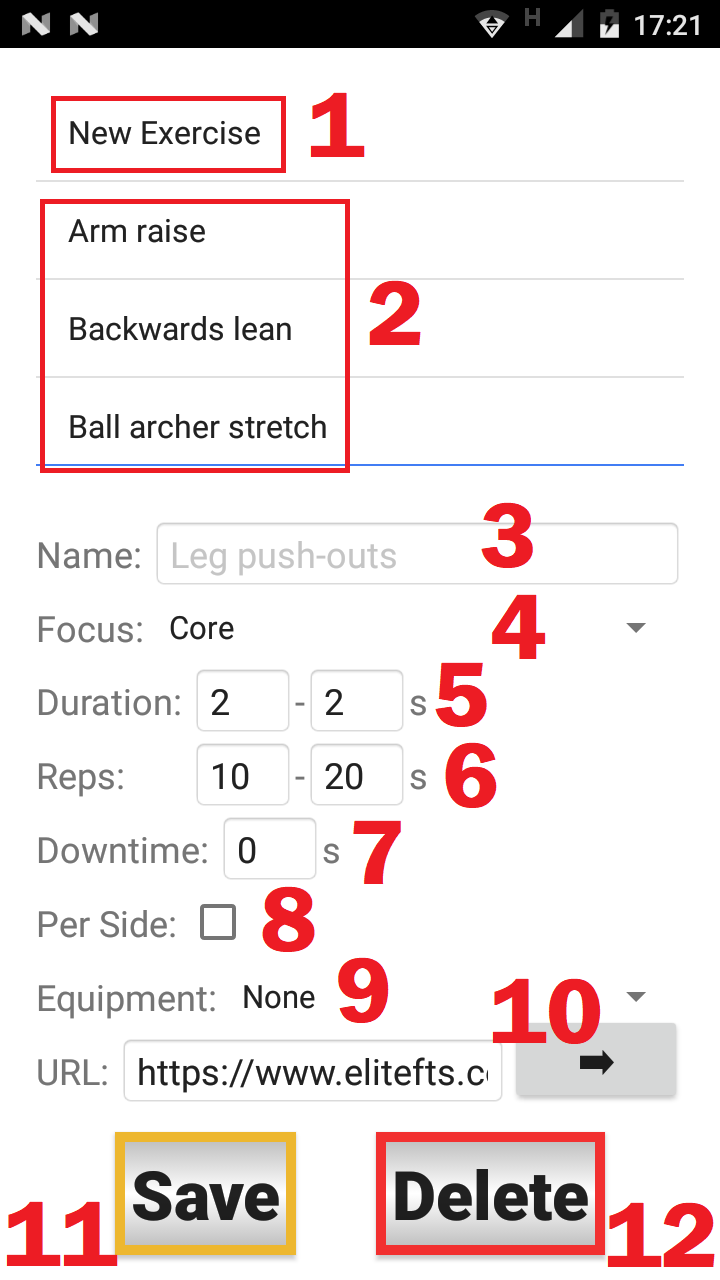 H 17:21
New Exercise 1
Arm raise
Backwards lean 2
Ball archer stretch
Name: Leg push-outs 3
Focus: Core 4
Duration: 2 - 2 s 5
Reps: 10 - 20 s 6
Downtime: 0 s 7
Per Side: 8
Equipment: None 9 10
URL: https://www.elitefts.c
11 Save Delete 12